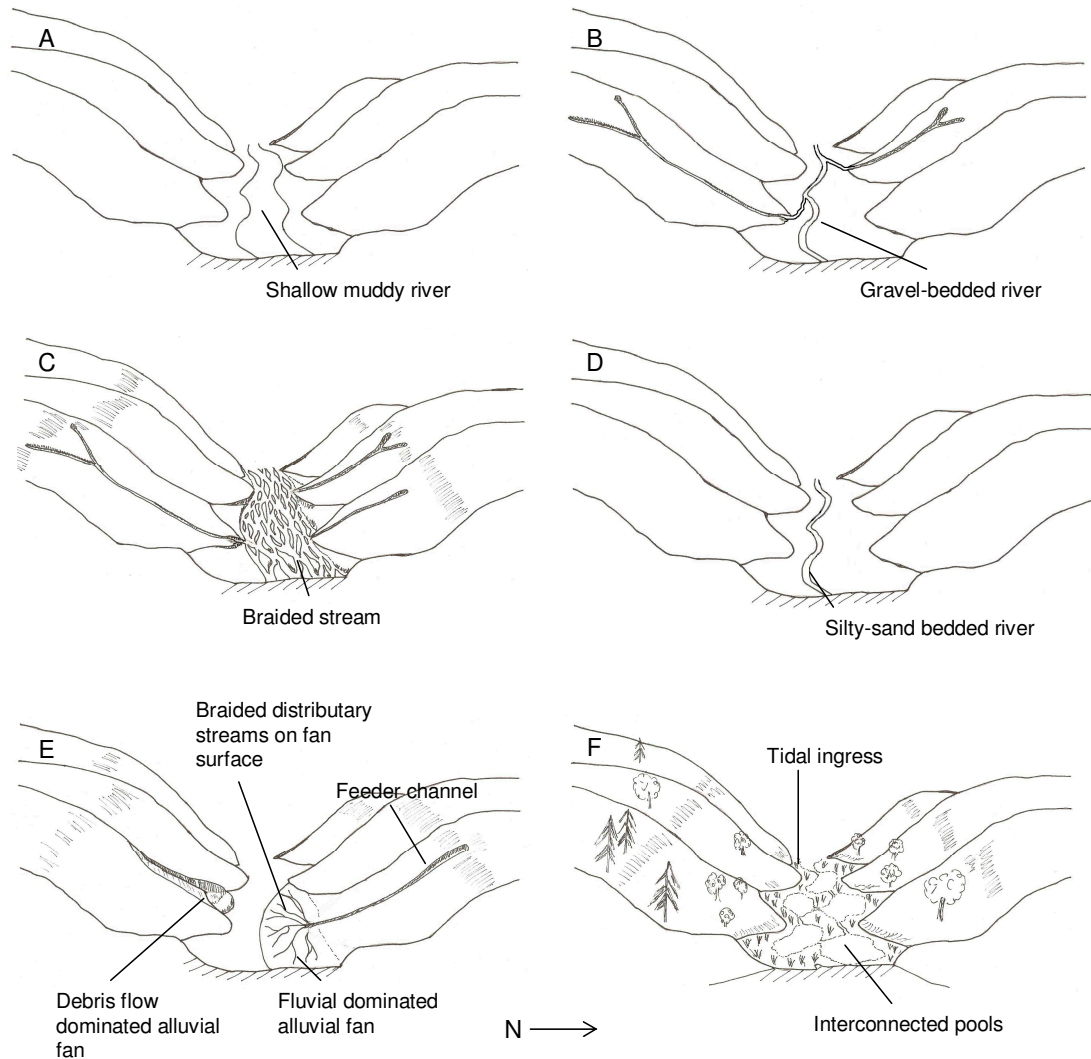 A
Shallow muddy river
B
Gravel-bedded river
C
Braided stream
D
Silty-sand bedded river
E
Braided distributary
streams on fan
surface
Feeder channel
Debris flow
dominated alluvial
fan
Fluvial dominated
alluvial fan
F
Tidal ingress
Interconnected pools
N